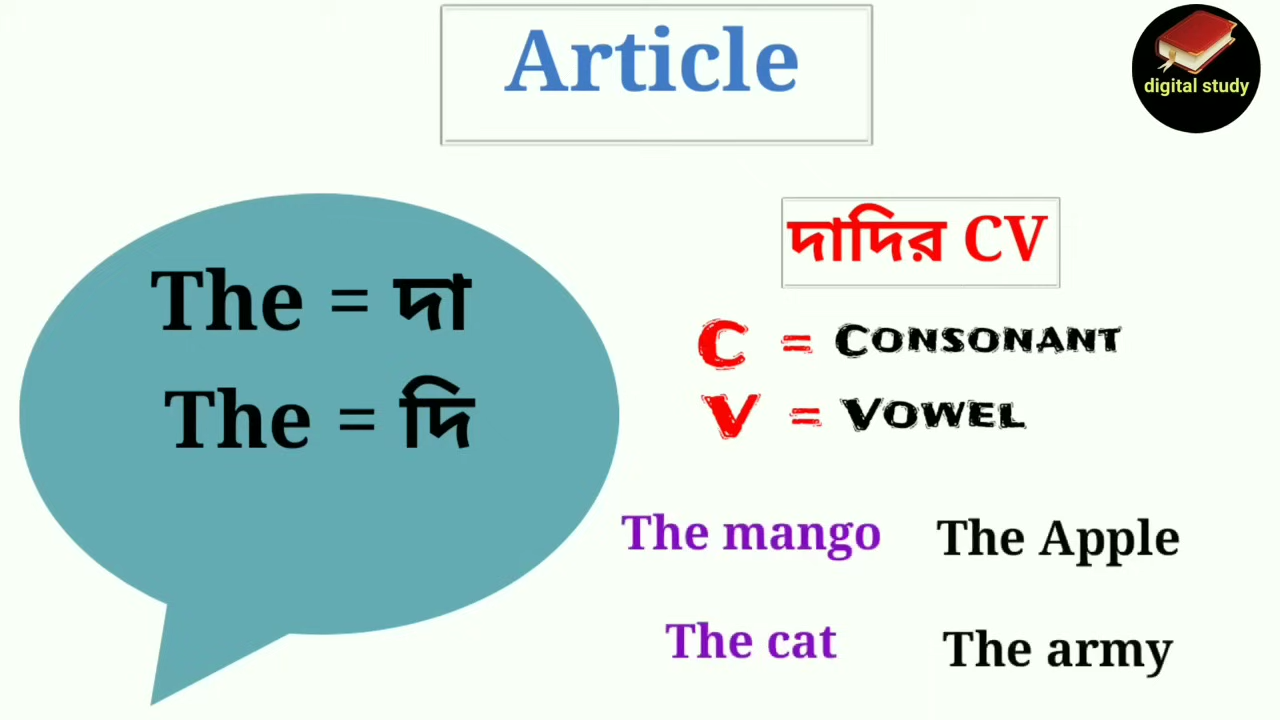 Article
digital study
The = দা
The = দি
দাদির CV
C = Consonant
V = Vowel
The mango
The Apple
The cat
The army